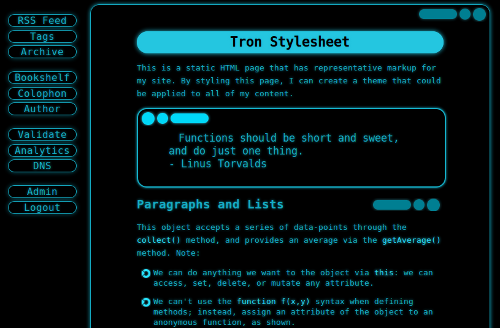 RSS Feed
Tags
Archive
Bookshelf
Colophon
Author
Validate
Analytics
DNS
Admin
Logout
Tron Stylesheet
This is a static HTML page that has representative markup for
my site. By styling this page, I can create a theme that could
be applied to all of my content.
Functions should be short and sweet,
and do just one thing.
- Linus Torvalds
Paragraphs and Lists
This object accepts a series of data-points through the
collect() method, and provides an average via the getAverage()
method. Note:
We can do anything we want to the object via this: we can
access, set, delete, or mutate any attribute.
We can't use the function f(x,y) syntax when defining
methods; instead, assign an attribute of the object to an
anonymous function, as shown.